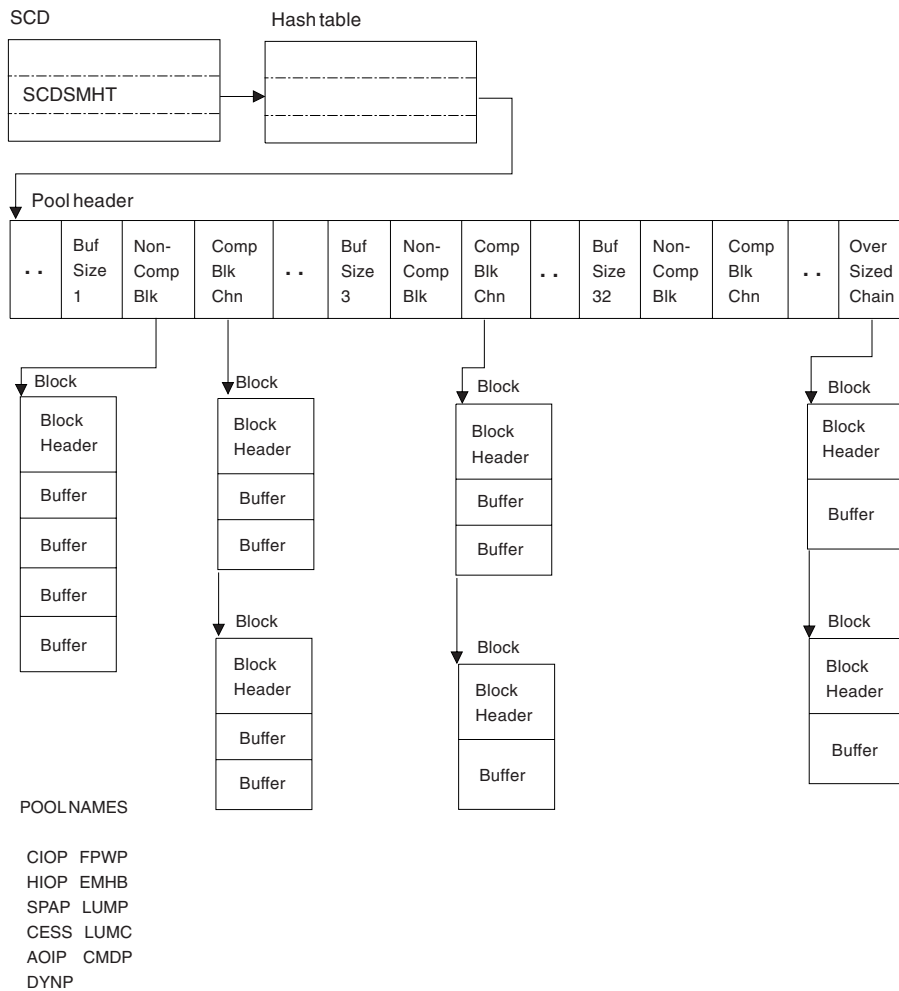 SCD
Hash table
SCDSMHT
Pool header
. . Buf Non- Comp . . Buf Non- Comp . . Buf Non- Comp . . Over
Size Comp Blk Size Comp Blk Size Comp Blk Sized
1 Blk Chn 3 Blk Chn 32 Blk Chn Chain
Block
Block
Header
Buffer
Buffer
Buffer
Buffer
Block
Block
Header
Buffer
Buffer
Block
Block
Header
Buffer
Buffer
Block
Block
Header
Buffer
Buffer
Block
Block
Header
Buffer
Block
Block
Header
Buffer
Block
Block
Header
Buffer
POOL NAMES
CIOP FPWP
HIOP EMHB
SPAP LUMP
CESS LUMC
AOIP CMDP
DYNP